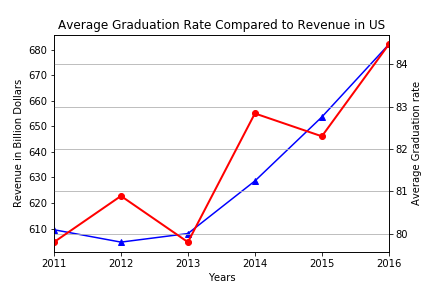 Average Graduation Rate Compared to Revenue in US
680
670
660
650
640
630
620
610
Revenue in Billion Dollars
84
83
82
81
80
Average Graduation rate
2011 2012 2013 2014 2015 2016
Years